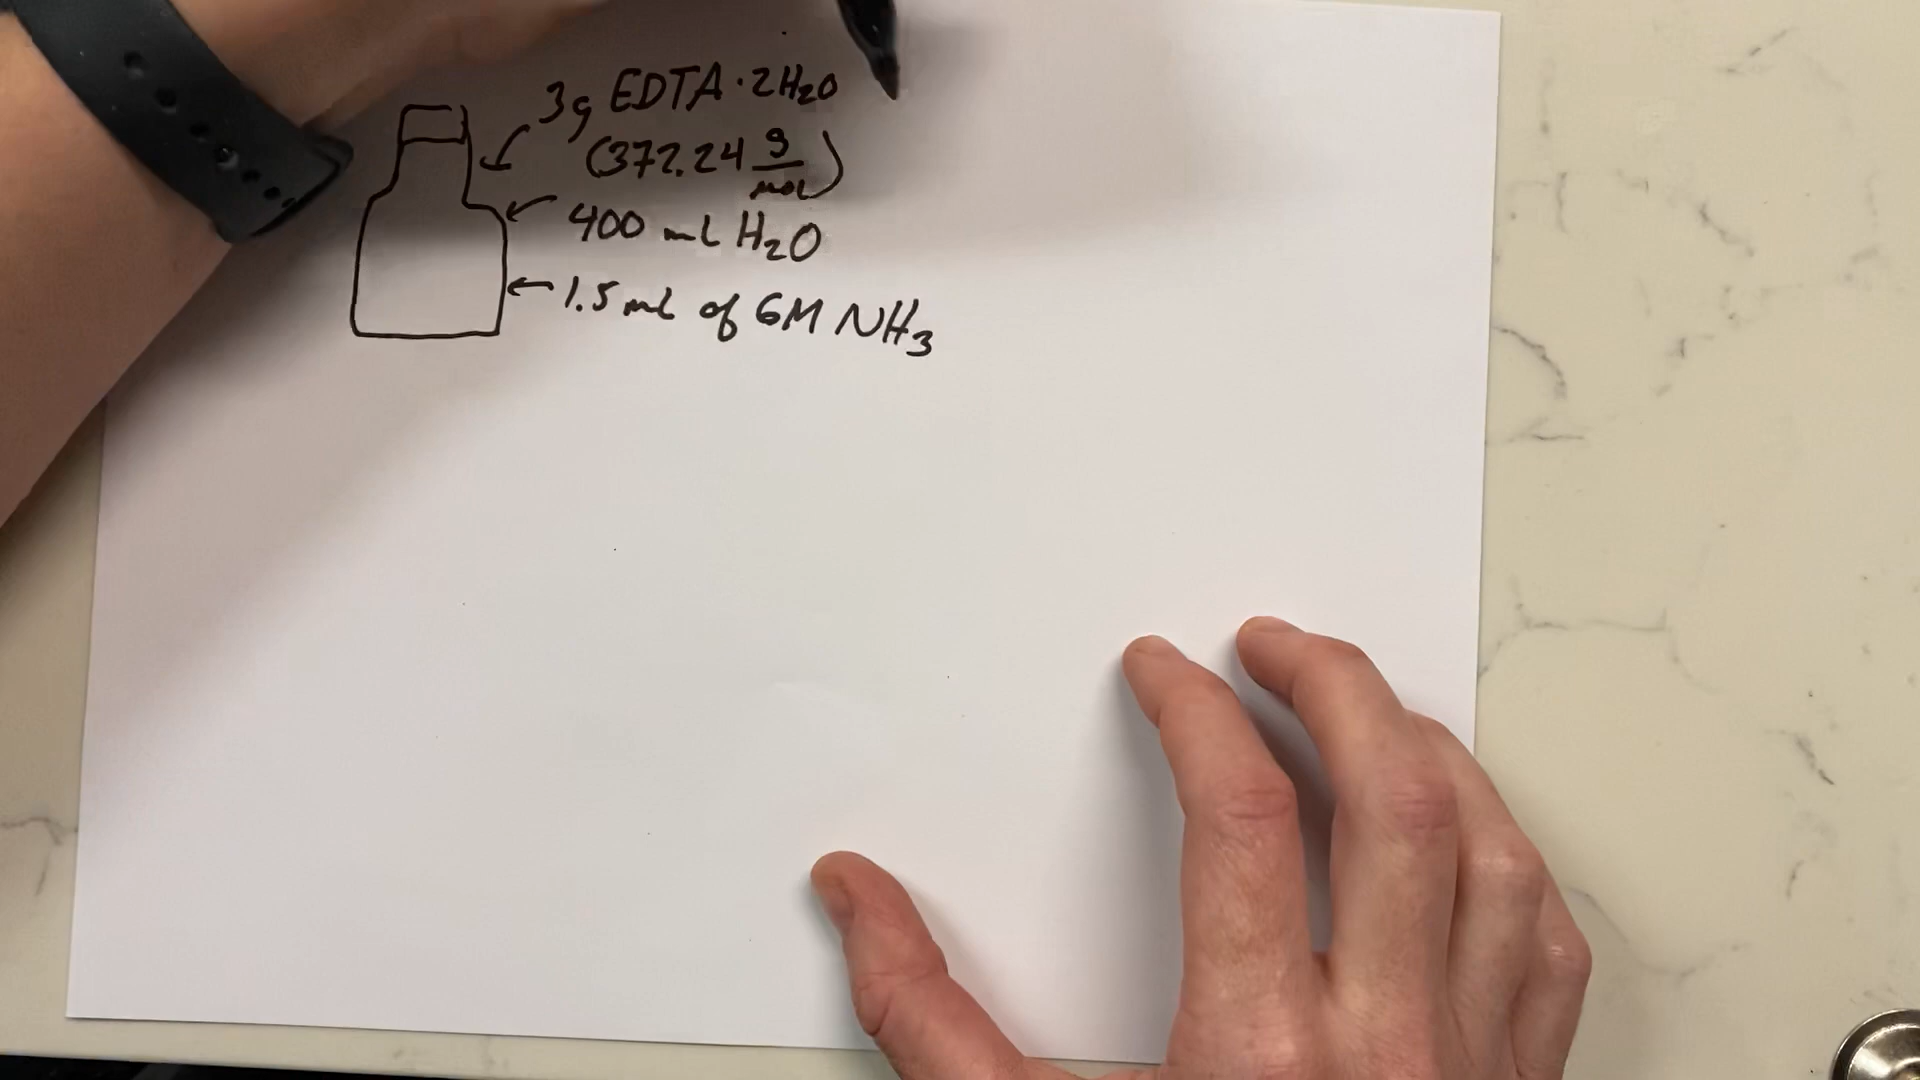 3g EDTA·2H₂O
(372.24 g/mol)
400 mL H₂O
1.5 mL of 6M NH₃